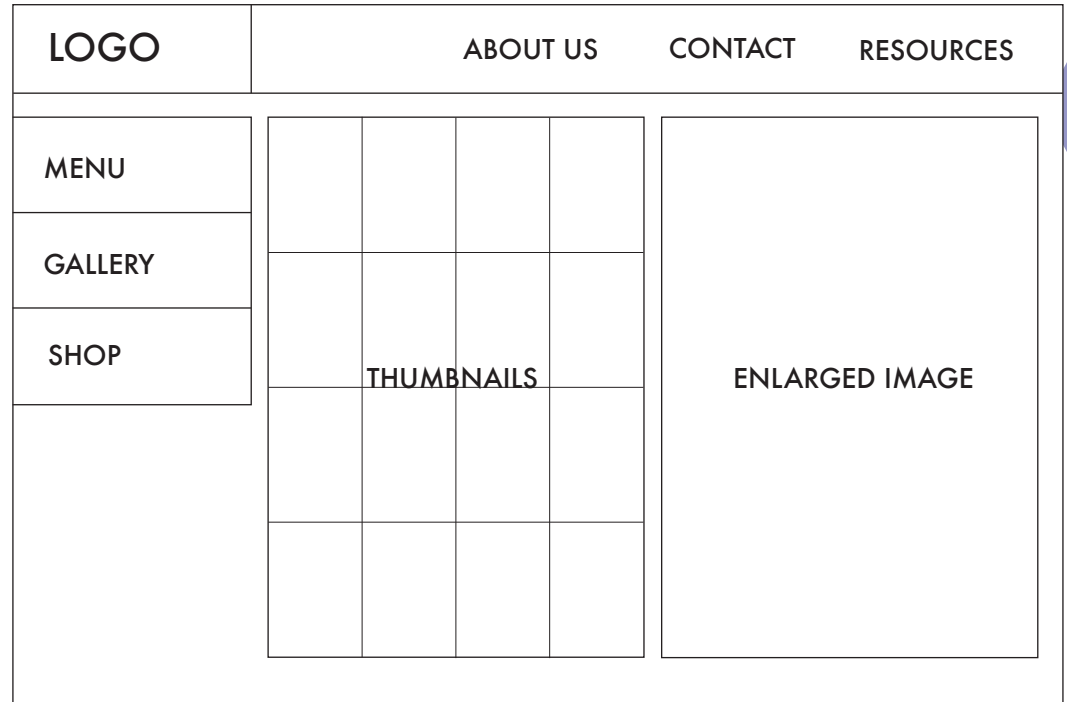 LOGO
ABOUT US
CONTACT
RESOURCES
MENU
GALLERY
SHOP
THUMBNAILS
ENLARGED IMAGE